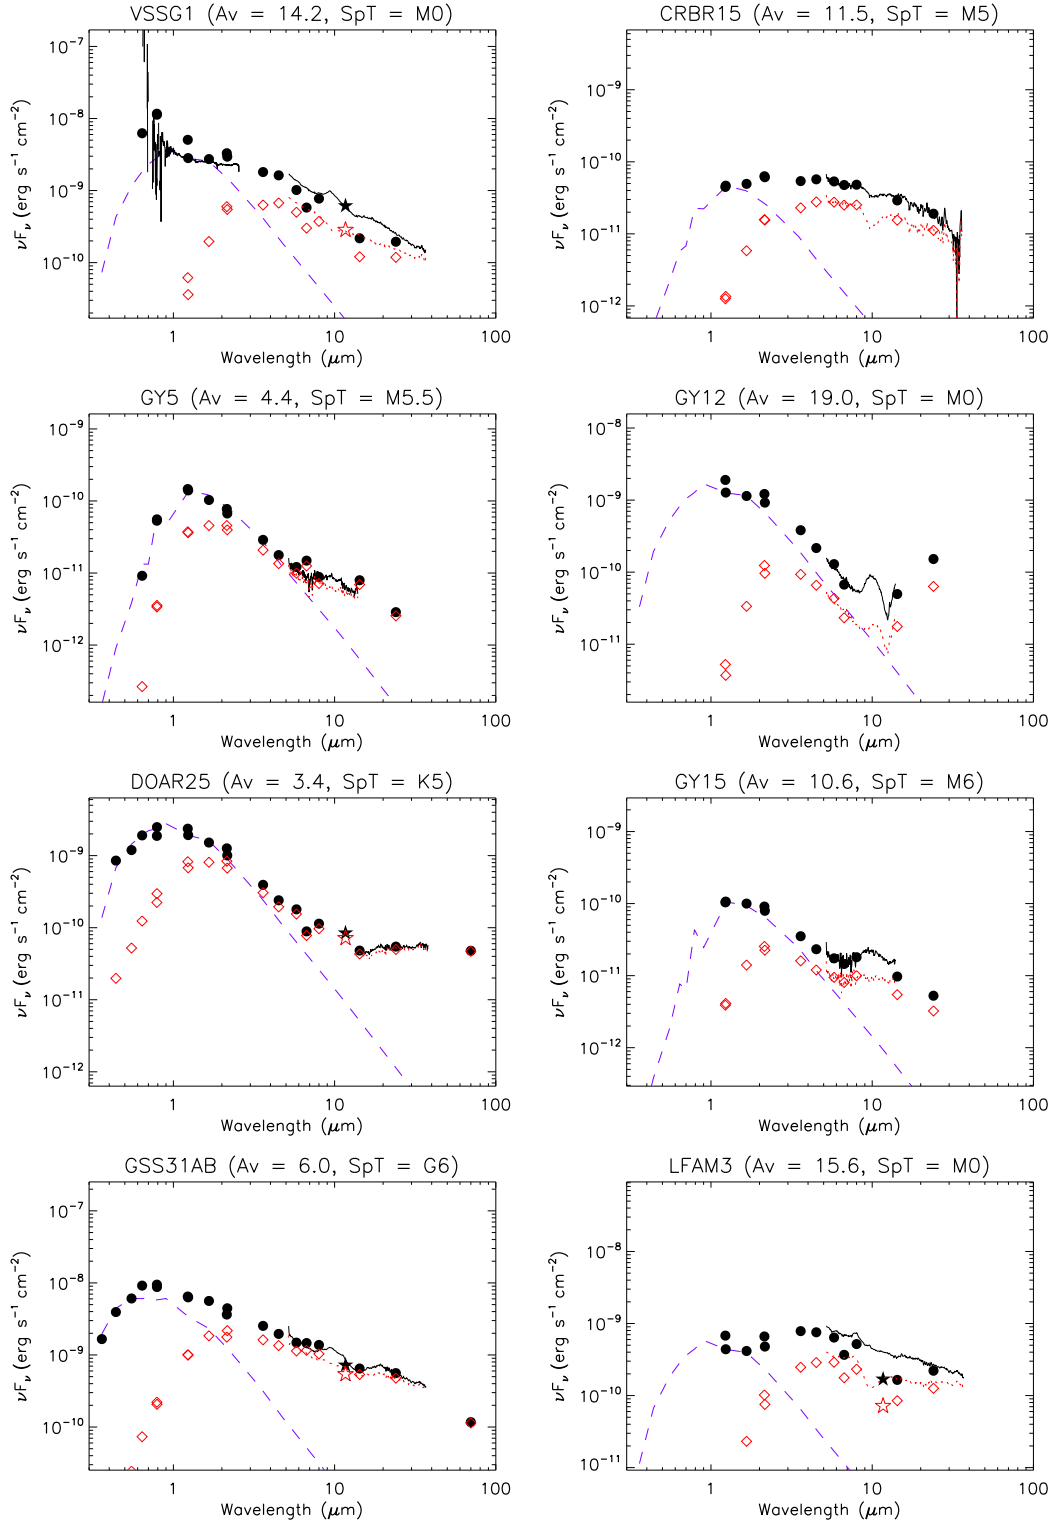 VSSG1 (Av = 14.2, SpT = M0)
10⁻⁷
10⁻⁸
10⁻⁹
10⁻¹⁰
νFν (erg s⁻¹ cm⁻²)
1 10 100
Wavelength (μm)
CRBR15 (Av = 11.5, SpT = M5)
10⁻⁹
10⁻¹⁰
10⁻¹¹
10⁻¹²
νFν (erg s⁻¹ cm⁻²)
1 10 100
Wavelength (μm)
GY5 (Av = 4.4, SpT = M5.5)
10⁻⁹
10⁻¹⁰
10⁻¹¹
10⁻¹²
νFν (erg s⁻¹ cm⁻²)
1 10 100
Wavelength (μm)
GY12 (Av = 19.0, SpT = M0)
10⁻⁸
10⁻⁹
10⁻¹⁰
10⁻¹¹
νFν (erg s⁻¹ cm⁻²)
1 10 100
Wavelength (μm)
DOAR25 (Av = 3.4, SpT = K5)
10⁻⁹
10⁻¹⁰
10⁻¹¹
10⁻¹²
νFν (erg s⁻¹ cm⁻²)
1 10 100
Wavelength (μm)
GY15 (Av = 10.6, SpT = M6)
10⁻⁹
10⁻¹⁰
10⁻¹¹
10⁻¹²
νFν (erg s⁻¹ cm⁻²)
1 10 100
Wavelength (μm)
GSS31AB (Av = 6.0, SpT = G6)
10⁻⁷
10⁻⁸
10⁻⁹
10⁻¹⁰
νFν (erg s⁻¹ cm⁻²)
1 10 100
Wavelength (μm)
LFAM3 (Av = 15.6, SpT = M0)
10⁻⁸
10⁻⁹
10⁻¹⁰
10⁻¹¹
νFν (erg s⁻¹ cm⁻²)
1 10 100
Wavelength (μm)